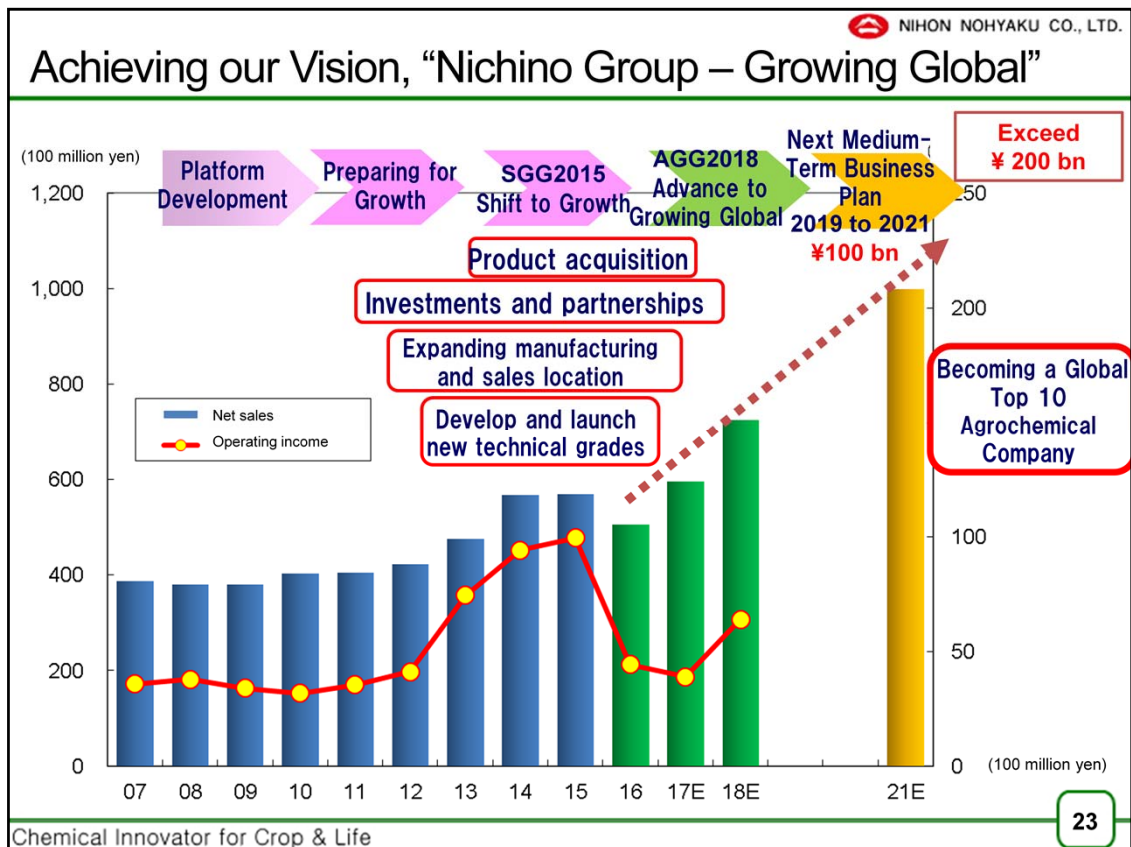 NIHON NOHYAKU CO., LTD.
Achieving our Vision, “Nichino Group – Growing Global”
(100 million yen)
Platform
Development
Preparing for
Growth
SGG2015
Shift to Growth
AGG2018
Advance to
Growing Global
Next Medium-
Term Business
Plan
2019 to 2021
¥100 bn
Exceed
¥ 200 bn
Product acquisition
Investments and partnerships
Expanding manufacturing
and sales location
Develop and launch
new technical grades
Becoming a Global
Top 10
Agrochemical
Company
Net sales
Operating income
1,200
1,000
800
600
400
200
0
250
200
100
50
0
(100 million yen)
07 08 09 10 11 12 13 14 15 16 17E 18E 21E
Chemical Innovator for Crop & Life
23